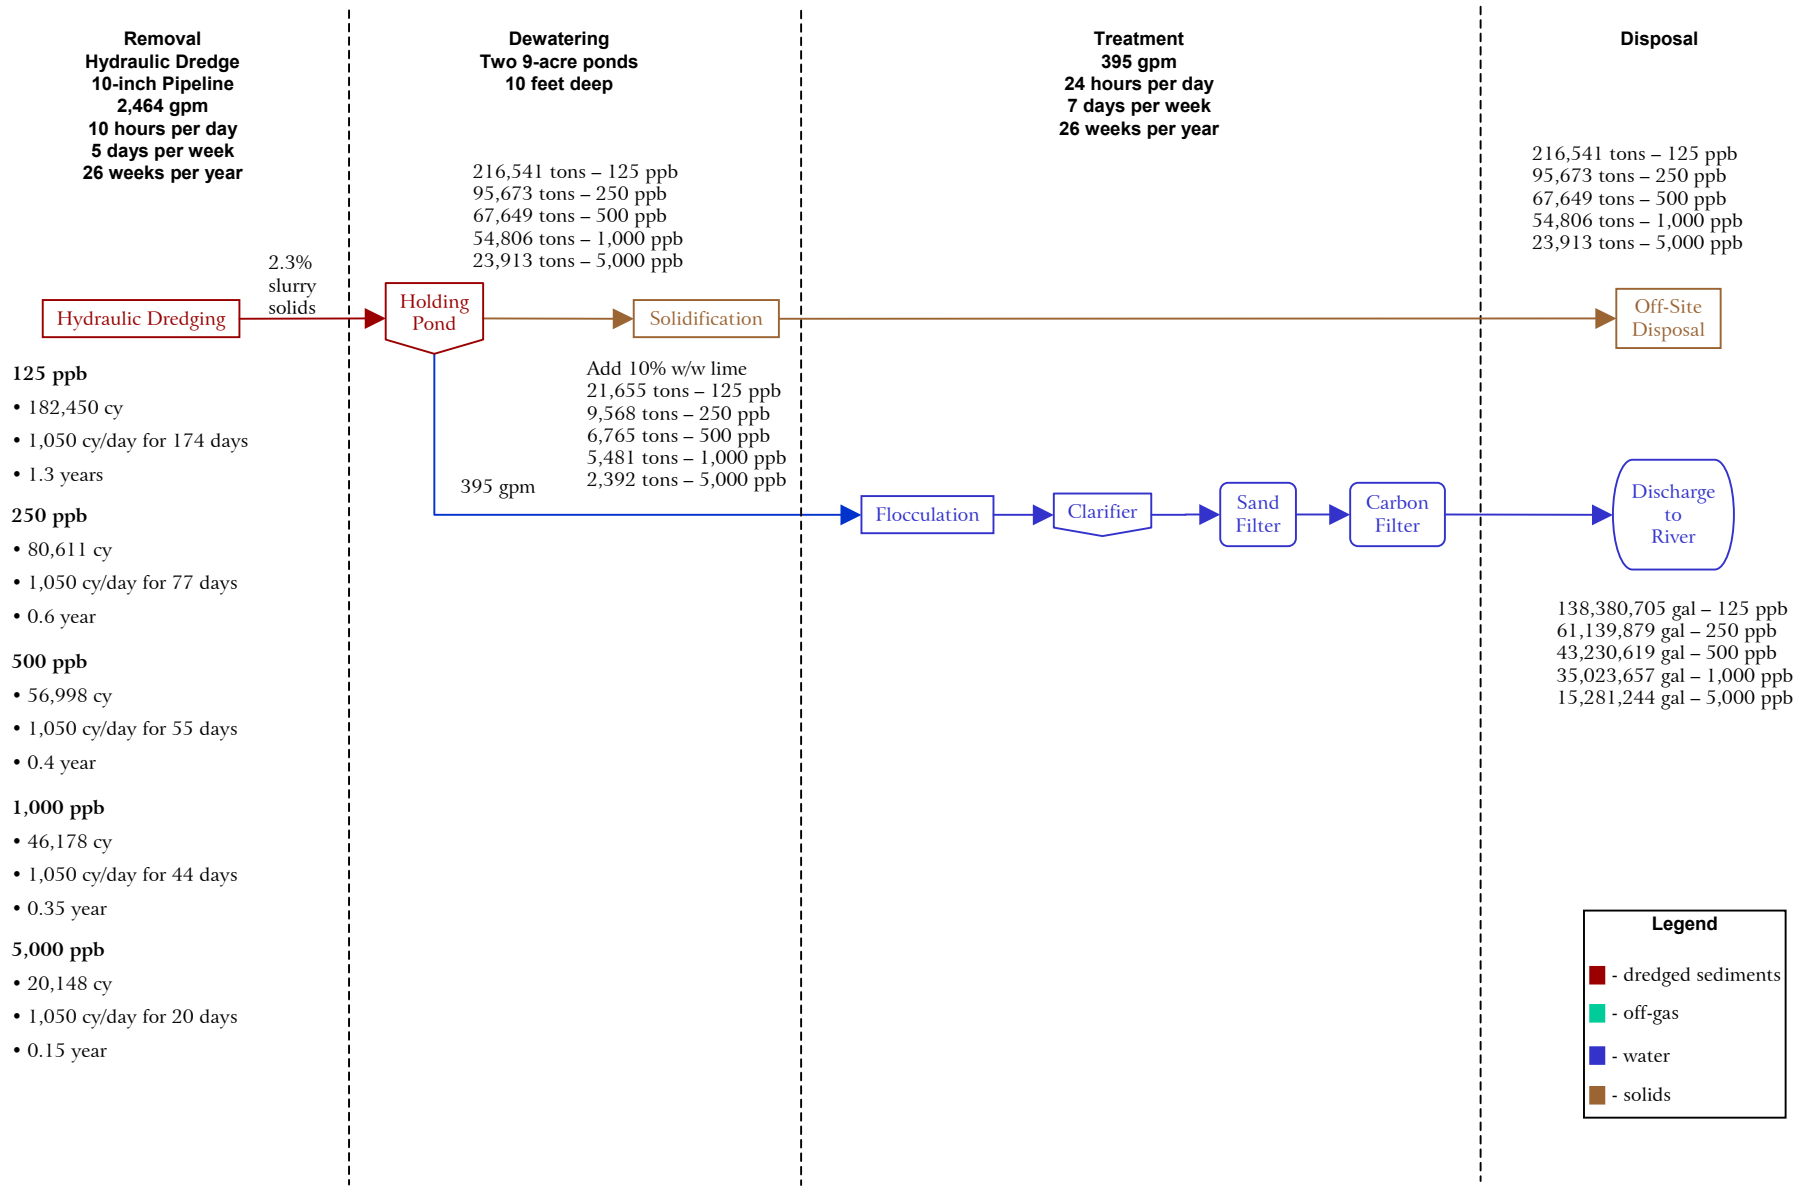 Removal
Hydraulic Dredge
10-inch Pipeline
2,464 gpm
10 hours per day
5 days per week
26 weeks per year
Dewatering
Two 9-acre ponds
10 feet deep
Treatment
395 gpm
24 hours per day
7 days per week
26 weeks per year
Disposal
216,541 tons – 125 ppb
95,673 tons – 250 ppb
67,649 tons – 500 ppb
54,806 tons – 1,000 ppb
23,913 tons – 5,000 ppb
216,541 tons – 125 ppb
95,673 tons – 250 ppb
67,649 tons – 500 ppb
54,806 tons – 1,000 ppb
23,913 tons – 5,000 ppb
Hydraulic Dredging
2.3%
slurry
solids
Holding
Pond
Solidification
Off-Site
Disposal
Add 10% w/w lime
21,655 tons – 125 ppb
9,568 tons – 250 ppb
6,765 tons – 500 ppb
5,481 tons – 1,000 ppb
2,392 tons – 5,000 ppb
395 gpm
Flocculation
Clarifier
Sand
Filter
Carbon
Filter
Discharge
to
River
138,380,705 gal – 125 ppb
61,139,879 gal – 250 ppb
43,230,619 gal – 500 ppb
35,023,657 gal – 1,000 ppb
15,281,244 gal – 5,000 ppb
125 ppb
• 182,450 cy
• 1,050 cy/day for 174 days
• 1.3 years
250 ppb
• 80,611 cy
• 1,050 cy/day for 77 days
• 0.6 year
500 ppb
• 56,998 cy
• 1,050 cy/day for 55 days
• 0.4 year
1,000 ppb
• 46,178 cy
• 1,050 cy/day for 44 days
• 0.35 year
5,000 ppb
• 20,148 cy
• 1,050 cy/day for 20 days
• 0.15 year
Legend
- dredged sediments
- off-gas
- water
- solids